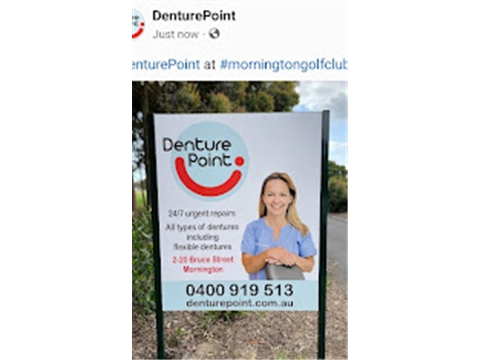 DenturePoint
Just now ·
enturePoint at #morningtongolfclub
Denture
Point
24/7 urgent repairs
All types of dentures
including
flexible dentures
2-20 Bruce Street
Mornington
0400 919 513
denturepoint.com.au